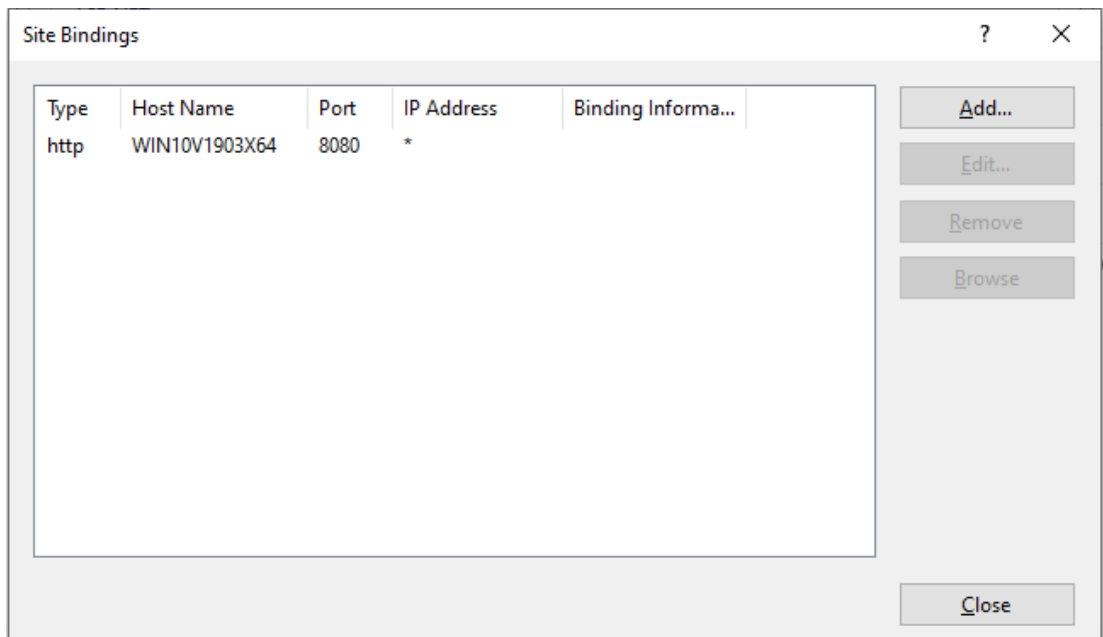 Site Bindings ?
Type Host Name Port IP Address Binding Informa...
http WIN10V1903X64 8080 *
Add...
Edit...
Remove
Browse
Close